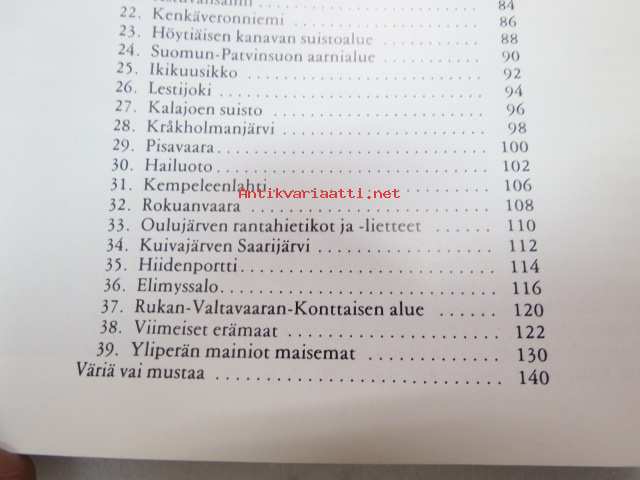 84
22. Kenkäveronniemi . . . . . . . . . . . . . . . . . . . . . 86
23. Höytiäisen kanavan suistoalue . . . . . . . . . . . . 88
24. Suomun-Patvinsuon aarnialue . . . . . . . . . . . . 90
25. Ikikuusikko . . . . . . . . . . . . . . . . . . . . . . . . 92
26. Lestijoki . . . . . . . . . . . . . . . . . . . . . . . . . . 94
27. Kalajoen suisto . . . . . . . . . . . . . . . . . . . . . 96
28. Kråkholmanjärvi . . . . . . . . . . . . . . . . . . . . 98
29. Pisavaara . . . . . . . . . . . . . . . . . . . . . . . . . 100
30. Hailuoto . . . . . . . . . . . . . . . . . . . . . . . . . 102
31. Kempeleenlahti . . . . . . . . . . . . . . . . . . . . 106
Antikvariaatti.net
32. Rokuanvaara . . . . . . . . . . . . . . . . . . . . . . 108
33. Oulujärven rantahietikot ja -lietteet . . . . . . . 110
34. Kuivajärven Saarijärvi . . . . . . . . . . . . . . . . 112
35. Hiidenportti . . . . . . . . . . . . . . . . . . . . . . 114
36. Elimyssalo . . . . . . . . . . . . . . . . . . . . . . . 116
37. Rukan-Valtavaaran-Konttaisen alue . . . . . . . 120
38. Viimeiset erämaat . . . . . . . . . . . . . . . . . . 122
39. Yliperän mainiot maisemat . . . . . . . . . . . . 130
Väriä vai mustaa . . . . . . . . . . . . . . . . . . . . . . 140